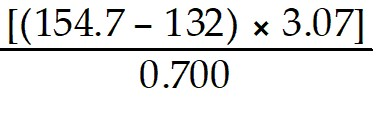 [(154.7 – 132) × 3.07]
0.700